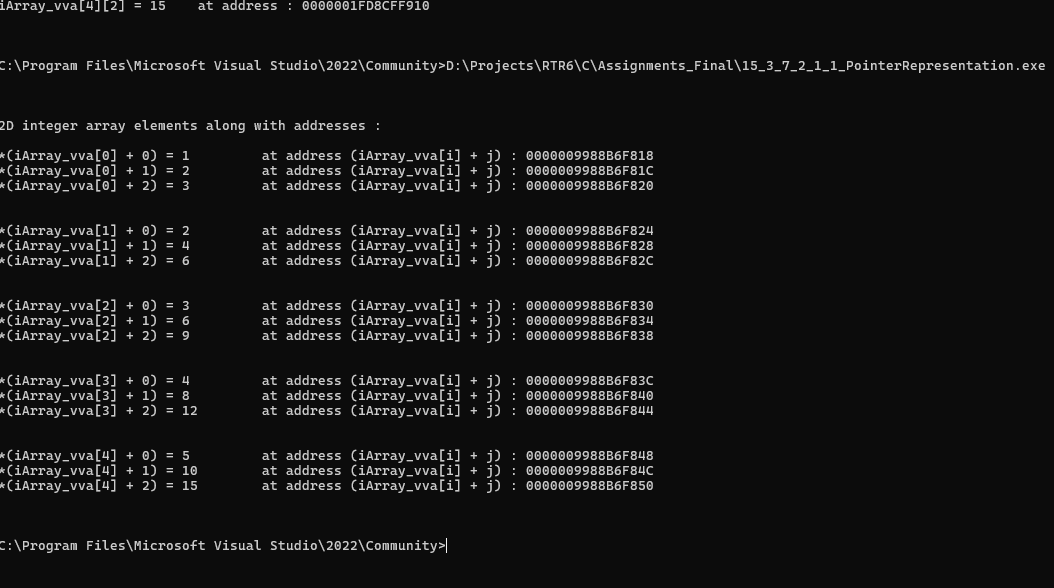 iArray_vva[4][2] = 15    at address : 0000001FD8CFF910
C:\Program Files\Microsoft Visual Studio\2022\Community>D:\Projects\RTR6\C\Assignments_Final\15_3_7_2_1_1_PointerRepresentation.exe
2D integer array elements along with addresses :
*(iArray_vva[0] + 0) = 1         at address (iArray_vva[i] + j) : 0000009988B6F818
*(iArray_vva[0] + 1) = 2         at address (iArray_vva[i] + j) : 0000009988B6F81C
*(iArray_vva[0] + 2) = 3         at address (iArray_vva[i] + j) : 0000009988B6F820
*(iArray_vva[1] + 0) = 2         at address (iArray_vva[i] + j) : 0000009988B6F824
*(iArray_vva[1] + 1) = 4         at address (iArray_vva[i] + j) : 0000009988B6F828
*(iArray_vva[1] + 2) = 6         at address (iArray_vva[i] + j) : 0000009988B6F82C
*(iArray_vva[2] + 0) = 3         at address (iArray_vva[i] + j) : 0000009988B6F830
*(iArray_vva[2] + 1) = 6         at address (iArray_vva[i] + j) : 0000009988B6F834
*(iArray_vva[2] + 2) = 9         at address (iArray_vva[i] + j) : 0000009988B6F838
*(iArray_vva[3] + 0) = 4         at address (iArray_vva[i] + j) : 0000009988B6F83C
*(iArray_vva[3] + 1) = 8         at address (iArray_vva[i] + j) : 0000009988B6F840
*(iArray_vva[3] + 2) = 12        at address (iArray_vva[i] + j) : 0000009988B6F844
*(iArray_vva[4] + 0) = 5         at address (iArray_vva[i] + j) : 0000009988B6F848
*(iArray_vva[4] + 1) = 10        at address (iArray_vva[i] + j) : 0000009988B6F84C
*(iArray_vva[4] + 2) = 15        at address (iArray_vva[i] + j) : 0000009988B6F850
C:\Program Files\Microsoft Visual Studio\2022\Community>